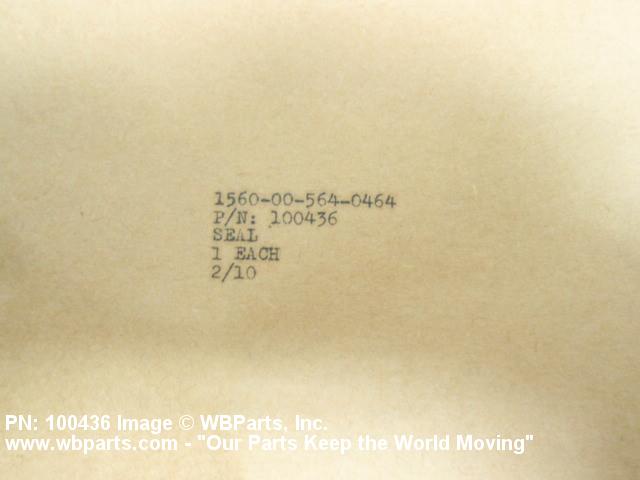 1560-00-564-0464
P/N: 100436
SEAL
1 EACH
2/10
PN: 100436 Image © WBParts, Inc.
www.wbparts.com - "Our Parts Keep the World Moving"